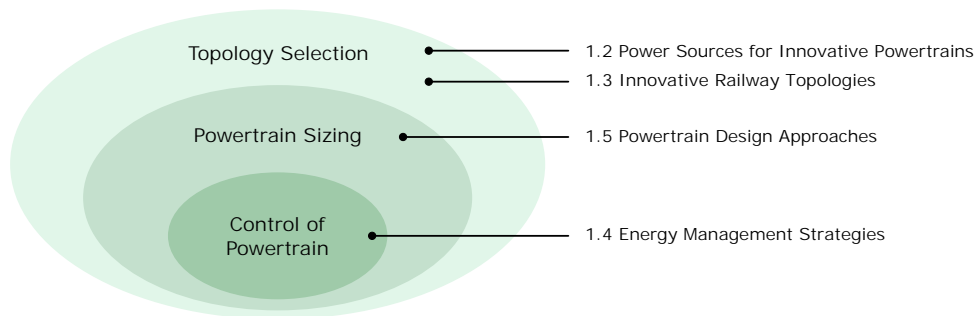 Topology Selection
1.2 Power Sources for Innovative Powertrains
1.3 Innovative Railway Topologies
Powertrain Sizing
1.5 Powertrain Design Approaches
Control of
Powertrain
1.4 Energy Management Strategies